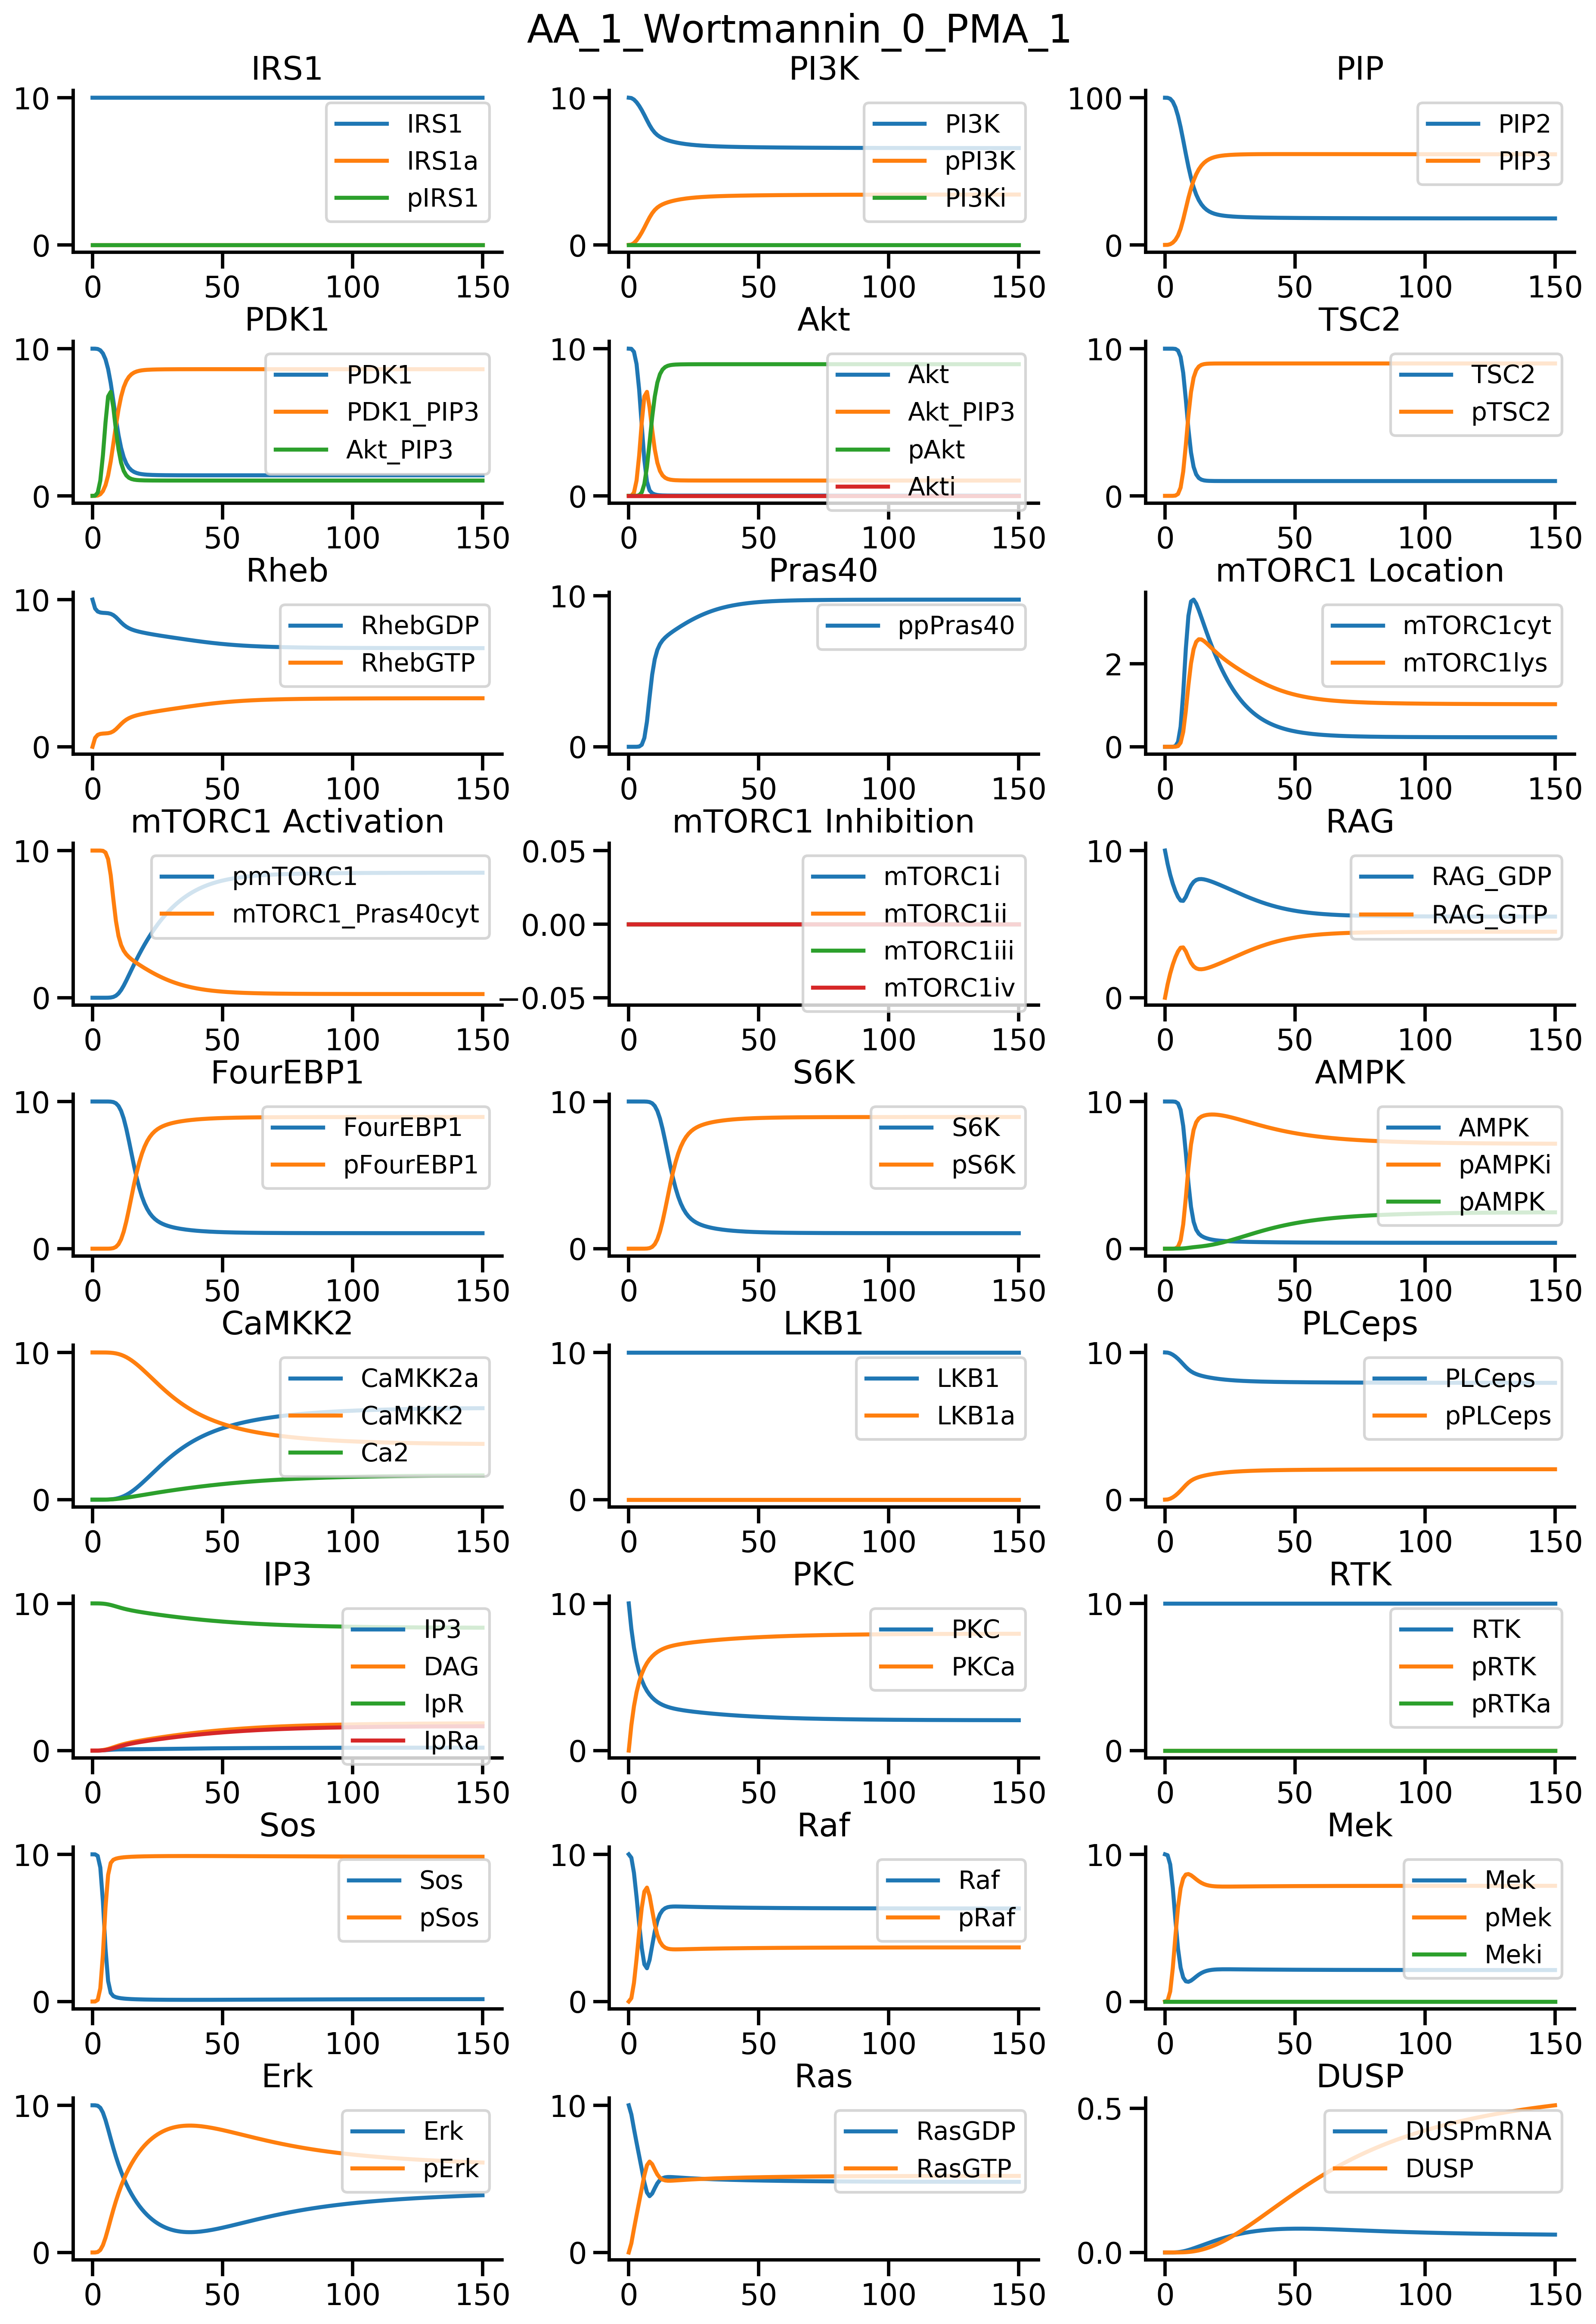 AA_1_Wortmannin_0_PMA_1
IRS1
10
0
0 50 100 150
IRS1
IRS1a
pIRS1
PI3K
10
0
0 50 100 150
PI3K
pPI3K
PI3Ki
PIP
100
0
0 50 100 150
PIP2
PIP3
PDK1
10
0
0 50 100 150
PDK1
PDK1_PIP3
Akt_PIP3
Akt
10
0
0 50 100 150
Akt
Akt_PIP3
pAkt
Akti
TSC2
10
0
0 50 100 150
TSC2
pTSC2
Rheb
10
0
0 50 100 150
RhebGDP
RhebGTP
Pras40
10
0
0 50 100 150
ppPras40
mTORC1 Location
2
0
0 50 100 150
mTORC1cyt
mTORC1lys
mTORC1 Activation
10
0
0 50 100 150
pmTORC1
mTORC1_Pras40cyt
mTORC1 Inhibition
0.05
0.00
−0.05
0 50 100 150
mTORC1i
mTORC1ii
mTORC1iii
mTORC1iv
RAG
10
0
0 50 100 150
RAG_GDP
RAG_GTP
FourEBP1
10
0
0 50 100 150
FourEBP1
pFourEBP1
S6K
10
0
0 50 100 150
S6K
pS6K
AMPK
10
0
0 50 100 150
AMPK
pAMPKi
pAMPK
CaMKK2
10
0
0 50 100 150
CaMKK2a
CaMKK2
Ca2
LKB1
10
0
0 50 100 150
LKB1
LKB1a
PLCeps
10
0
0 50 100 150
PLCeps
pPLCeps
IP3
10
0
0 50 100 150
IP3
DAG
IpR
IpRa
PKC
10
0
0 50 100 150
PKC
PKCa
RTK
10
0
0 50 100 150
RTK
pRTK
pRTKa
Sos
10
0
0 50 100 150
Sos
pSos
Raf
10
0
0 50 100 150
Raf
pRaf
Mek
10
0
0 50 100 150
Mek
pMek
Meki
Erk
10
0
0 50 100 150
Erk
pErk
Ras
10
0
0 50 100 150
RasGDP
RasGTP
DUSP
0.5
0.0
0 50 100 150
DUSPmRNA
DUSP